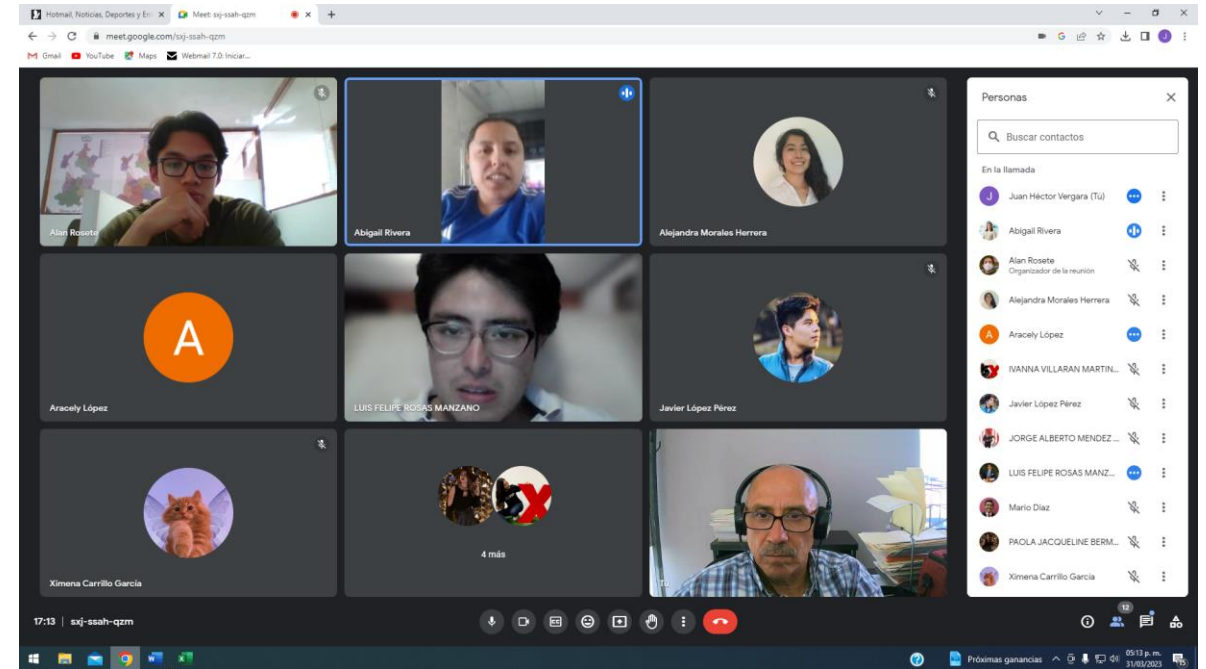 Hotmail, Noticias, Deportes y En
Meet: sxj-ssah-qzm
meet.google.com/sxj-ssah-qzm
Gmail
YouTube
Maps
Webmail 7.0: Iniciar...
Alan Rosete
Abigail Rivera
Alejandra Morales Herrera
A
Aracely López
LUIS FELIPE ROSAS MANZANO
Javier López Pérez
Ximena Carrillo García
4 más
Tú
Personas
Buscar contactos
En la llamada
J
Juan Héctor Vergara (Tú)
Abigail Rivera
Alan Rosete
Organizador de la reunión
Alejandra Morales Herrera
A
Aracely López
IVANNA VILLARAN MARTIN...
Javier López Pérez
JORGE ALBERTO MENDEZ ...
LUIS FELIPE ROSAS MANZ...
Mario Diaz
PAOLA JACQUELINE BERM...
Ximena Carrillo García
17:13 | sxj-ssah-qzm
12
Próximas ganancias
05:13 p. m.
31/03/2023